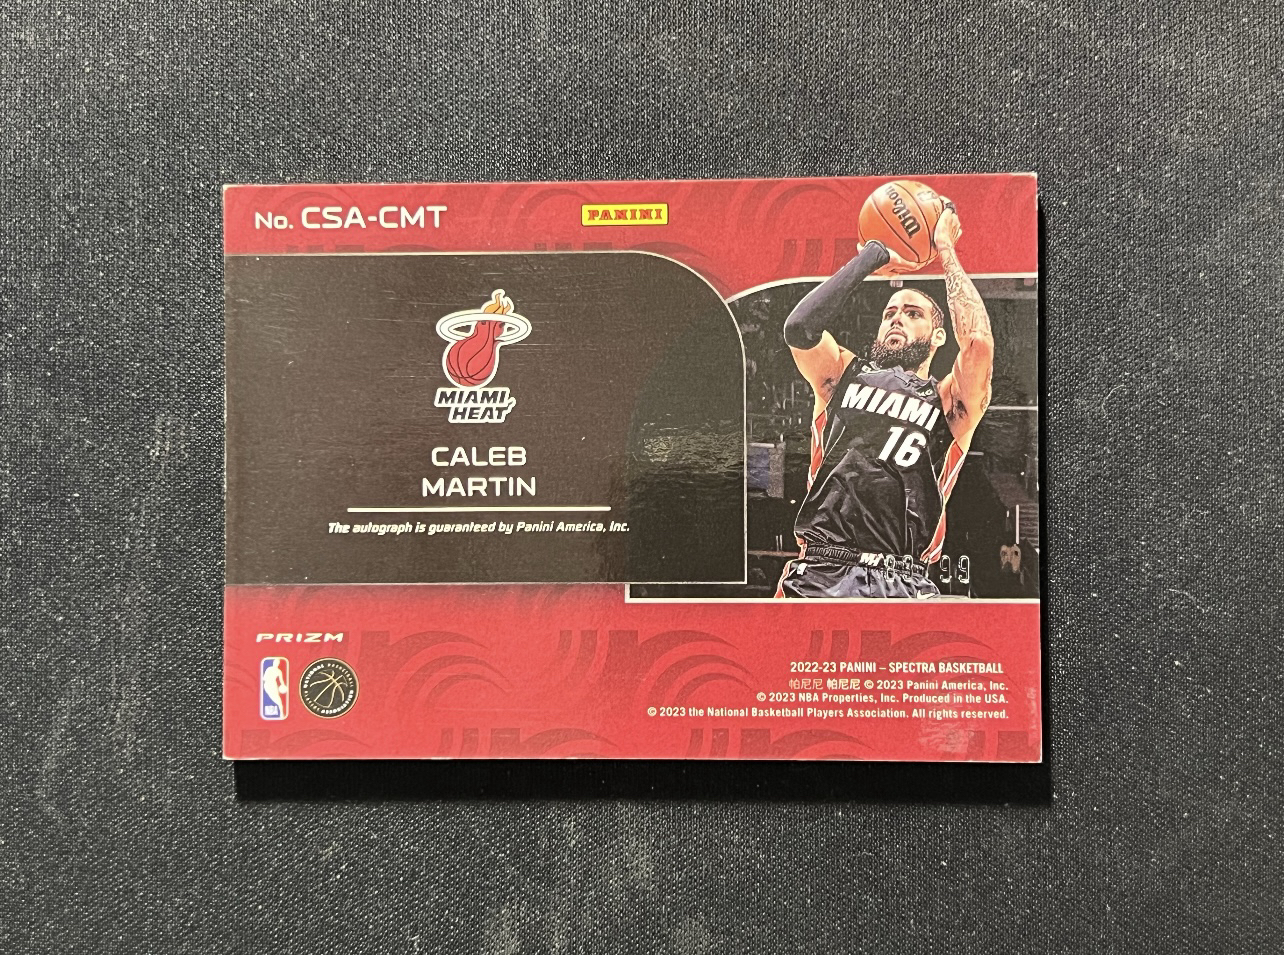 No. CSA-CMT
PANINI
Wilson
MIAMI
HEAT
CALEB
MARTIN
The autograph is guaranteed by Panini America, Inc.
MIAMI
16
PRIZM
NBA
2022-23 PANINI – SPECTRA BASKETBALL
帕尼尼 帕尼尼 © 2023 Panini America, Inc.
© 2023 NBA Properties, Inc. Produced in the USA.
© 2023 the National Basketball Players Association. All rights reserved.